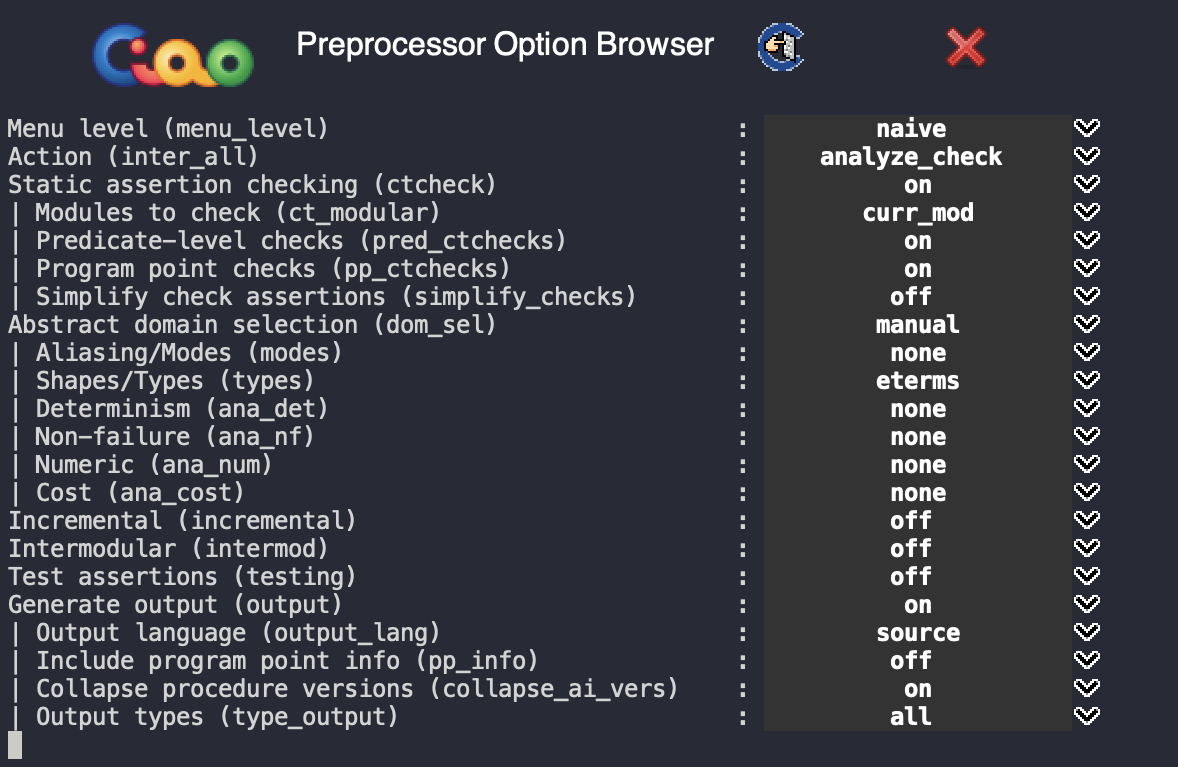 Ciao Preprocessor Option Browser
Menu level (menu_level) : naive
Action (inter_all) : analyze_check
Static assertion checking (ctcheck) : on
| Modules to check (ct_modular) : curr_mod
| Predicate-level checks (pred_ctchecks) : on
| Program point checks (pp_ctchecks) : on
| Simplify check assertions (simplify_checks) : off
Abstract domain selection (dom_sel) : manual
| Aliasing/Modes (modes) : none
| Shapes/Types (types) : eterms
| Determinism (ana_det) : none
| Non-failure (ana_nf) : none
| Numeric (ana_num) : none
| Cost (ana_cost) : none
Incremental (incremental) : off
Intermodular (intermod) : off
Test assertions (testing) : off
Generate output (output) : on
| Output language (output_lang) : source
| Include program point info (pp_info) : off
| Collapse procedure versions (collapse_ai_vers) : on
| Output types (type_output) : all